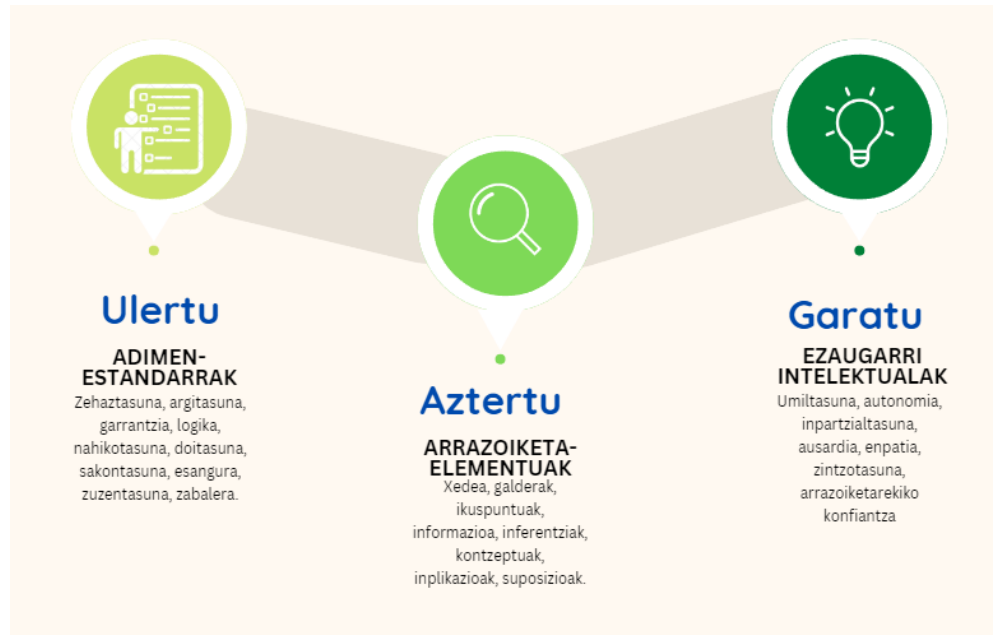 Ulertu
ADIMEN-
ESTANDARRAK
Zehaztasuna, argitasuna,
garrantzia, logika,
nahikotasuna, doitasuna,
sakontasuna, esangura,
zuzentasuna, zabalera.
Aztertu
ARRAZOIKETA-
ELEMENTUAK
Xedea, galderak,
ikuspuntuak,
informazioa, inferentziak,
kontzeptuak,
inplikazioak, suposizioak.
Garatu
EZAUGARRI
INTELEKTUALAK
Umiltasuna, autonomia,
inpartzialtasuna,
ausardia, enpatia,
zintzotasuna,
arrazoiketarekiko
konfiantza